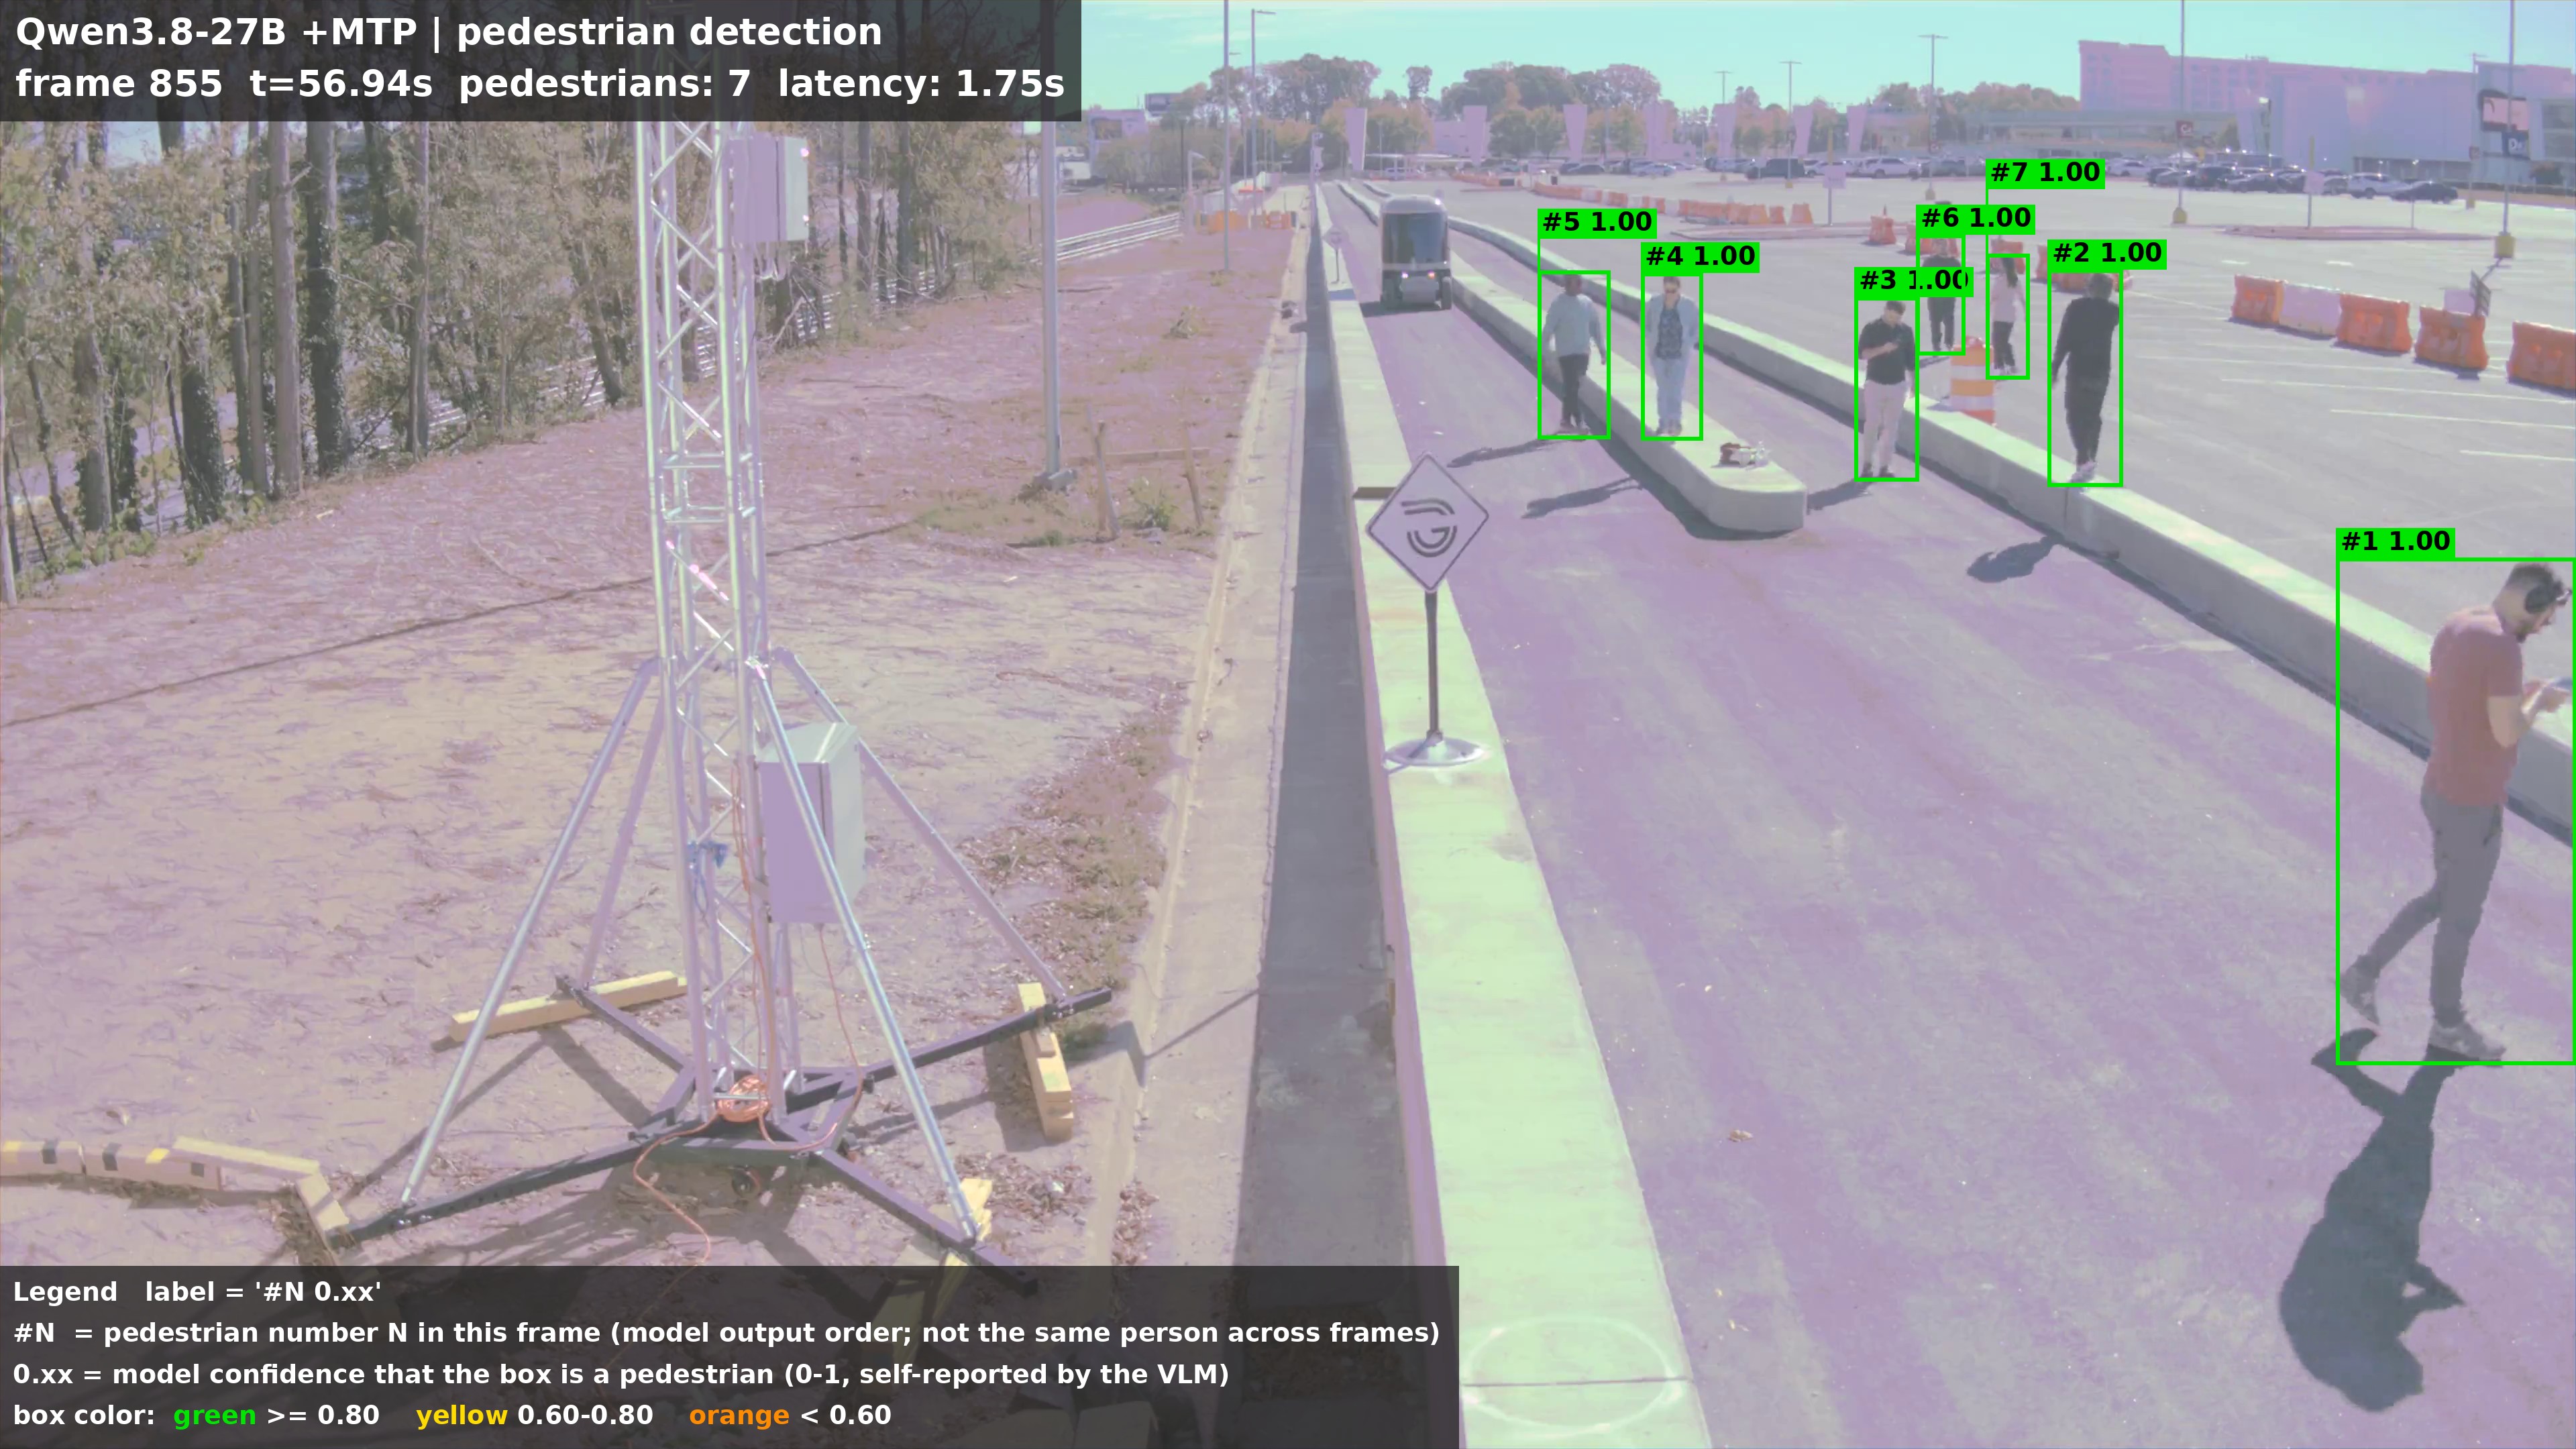 Qwen3.8-27B +MTP | pedestrian detection
frame 855  t=56.94s  pedestrians: 7  latency: 1.75s
#7 1.00
#5 1.00
#6 1.00
#4 1.00
#2 1.00
#3 1.00
#1 1.00
Legend   label = '#N 0.xx'
#N  = pedestrian number N in this frame (model output order; not the same person across frames)
0.xx = model confidence that the box is a pedestrian (0-1, self-reported by the VLM)
box color:  green >= 0.80    yellow 0.60-0.80    orange < 0.60